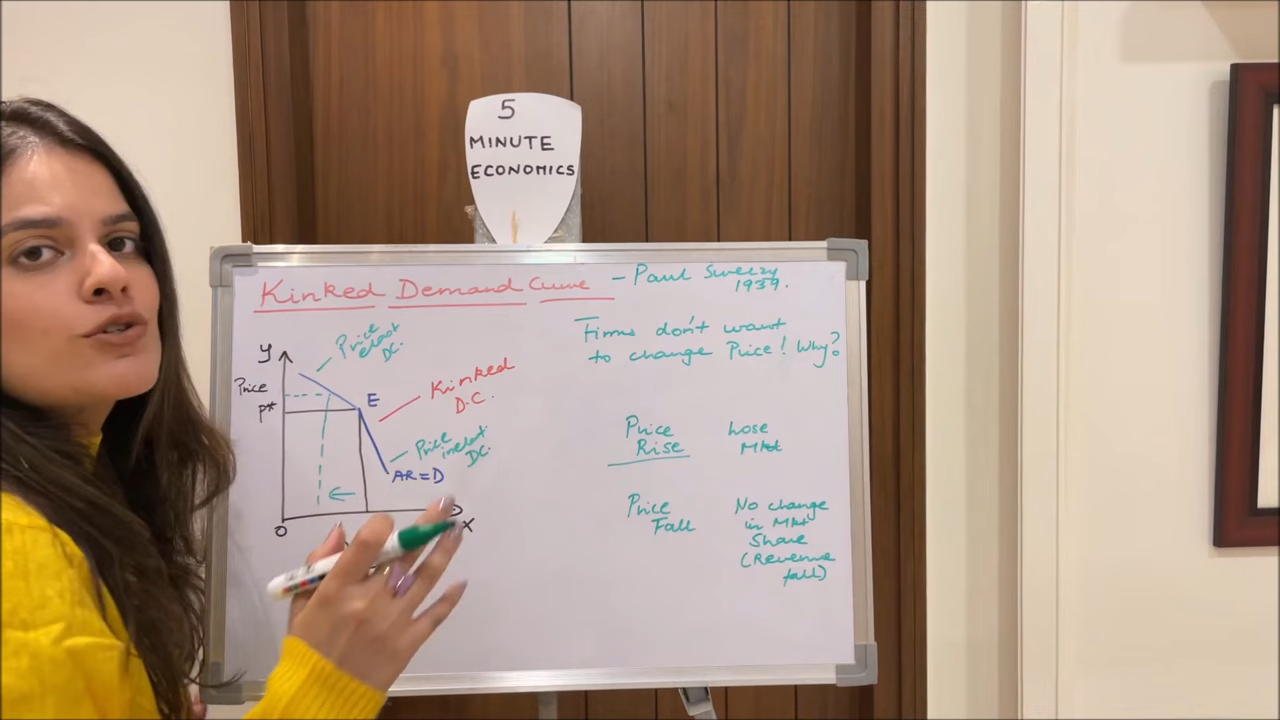 5
MINUTE
ECONOMICS
Kinked Demand Curve – Paul Sweezy
1939.
Firms don't want
to change Price! Why?
Y
Price
elast
DC.
Price
P*
E
Kinked
D.C.
Price
inelast
DC.
AR=D
O
X
Price
Rise
Lose
Mkt
Price
Fall
No change
in Mkt
Share
(Revenue
fall)